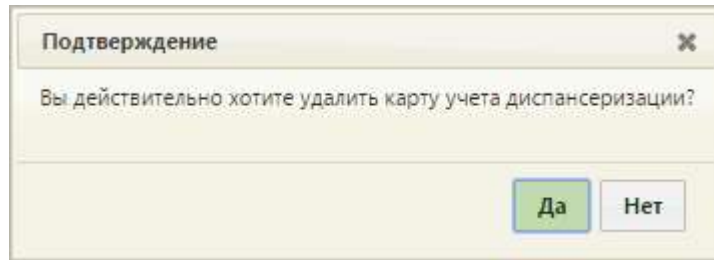 Подтверждение
Вы действительно хотите удалить карту учета диспансеризации?
Да Нет